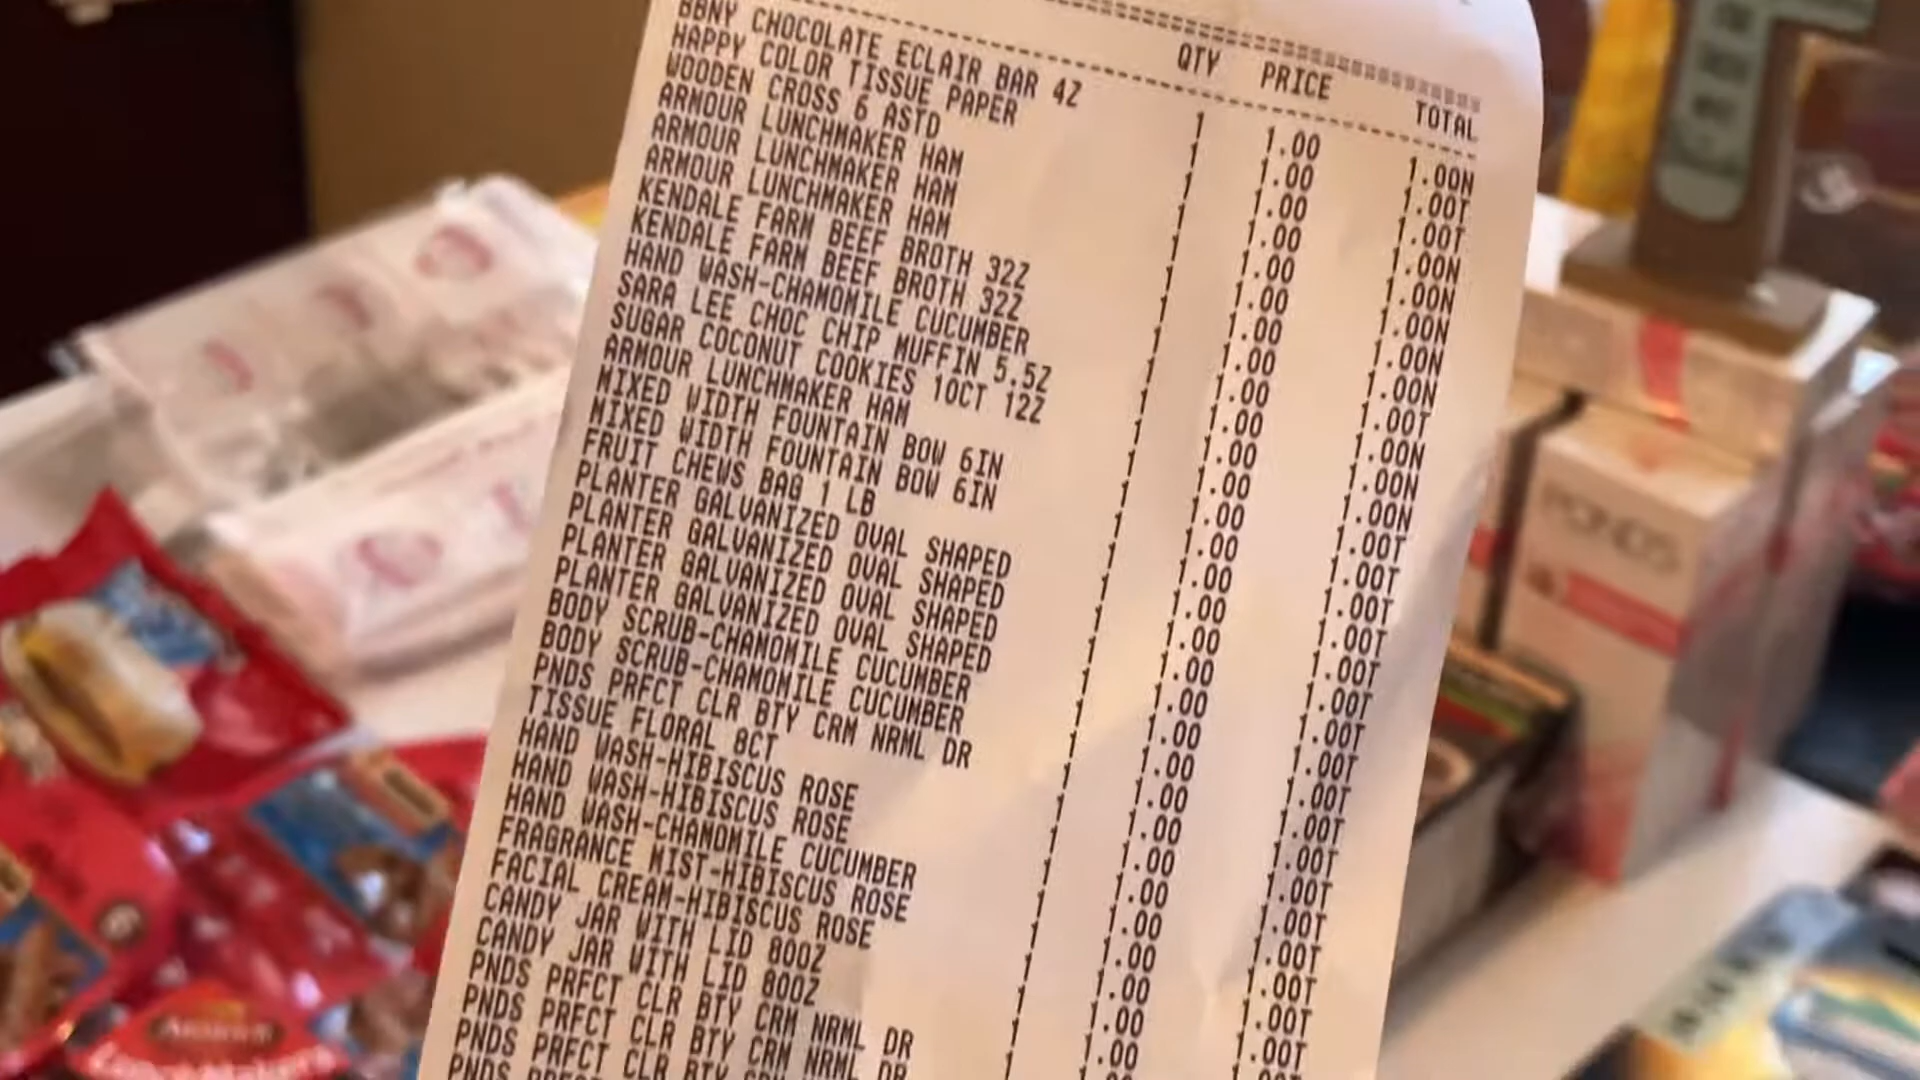 QTY PRICE TOTAL
BBNY CHOCOLATE ECLAIR BAR 4Z 1 1.00 1.00N
HAPPY COLOR TISSUE PAPER 1 1.00 1.00T
WOODEN CROSS 6 ASTD 1 1.00 1.00T
ARMOUR LUNCHMAKER HAM 1 1.00 1.00N
ARMOUR LUNCHMAKER HAM 1 1.00 1.00N
ARMOUR LUNCHMAKER HAM 1 1.00 1.00N
KENDALE FARM BEEF BROTH 32Z 1 1.00 1.00N
KENDALE FARM BEEF BROTH 32Z 1 1.00 1.00N
HAND WASH-CHAMOMILE CUCUMBER 1 1.00 1.00T
SARA LEE CHOC CHIP MUFFIN 5.5Z 1 1.00 1.00N
SUGAR COCONUT COOKIES 10CT 12Z 1 1.00 1.00N
ARMOUR LUNCHMAKER HAM 1 1.00 1.00N
MIXED WIDTH FOUNTAIN BOW 6IN 1 1.00 1.00T
MIXED WIDTH FOUNTAIN BOW 6IN 1 1.00 1.00T
FRUIT CHEWS BAG 1 LB 1 1.00 1.00T
PLANTER GALVANIZED OVAL SHAPED 1 1.00 1.00T
PLANTER GALVANIZED OVAL SHAPED 1 1.00 1.00T
PLANTER GALVANIZED OVAL SHAPED 1 1.00 1.00T
PLANTER GALVANIZED OVAL SHAPED 1 1.00 1.00T
BODY SCRUB-CHAMOMILE CUCUMBER 1 1.00 1.00T
BODY SCRUB-CHAMOMILE CUCUMBER 1 1.00 1.00T
PNDS PRFCT CLR BTY CRM NRML DR 1 1.00 1.00T
TISSUE FLORAL 8CT 1 1.00 1.00T
HAND WASH-HIBISCUS ROSE 1 1.00 1.00T
HAND WASH-HIBISCUS ROSE 1 1.00 1.00T
HAND WASH-CHAMOMILE CUCUMBER 1 1.00 1.00T
FRAGRANCE MIST-HIBISCUS ROSE 1 1.00 1.00T
FACIAL CREAM-HIBISCUS ROSE 1 1.00 1.00T
CANDY JAR WITH LID 80OZ 1 1.00 1.00T
CANDY JAR WITH LID 80OZ 1 1.00
PNDS PRFCT CLR BTY CRM NRML DR 1
PNDS PRFCT CLR BTY CRM NRML DR
PNDS PRFCT CLR BTY
PNDS
POND'S